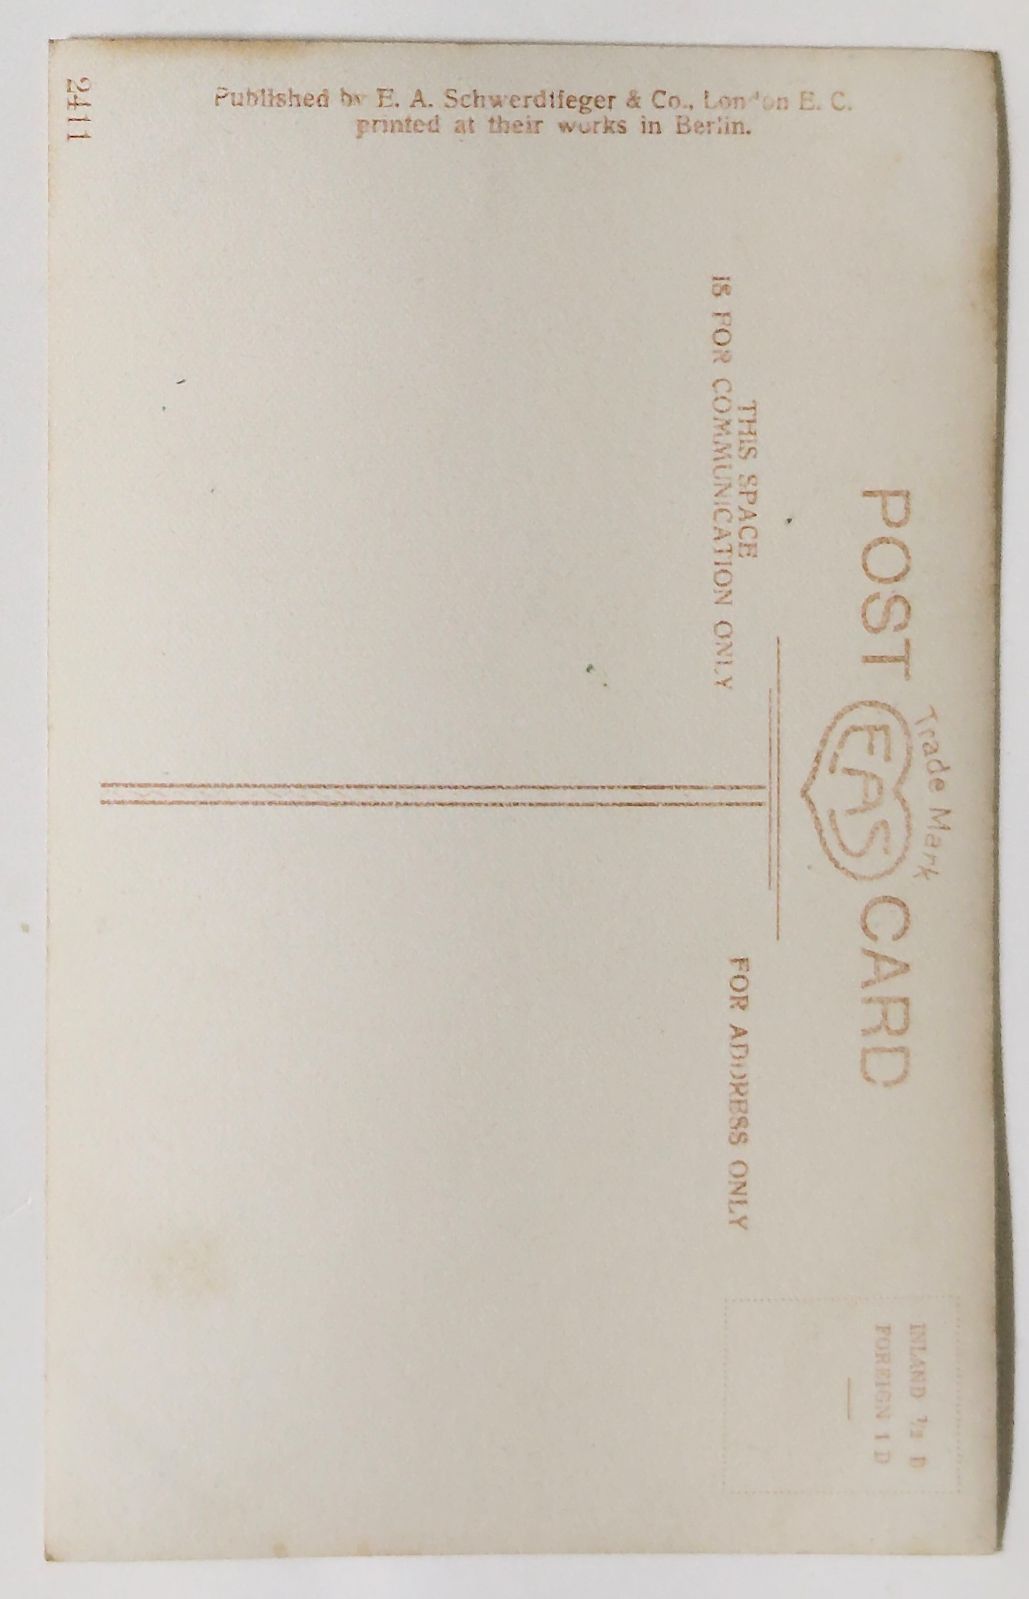 Published by E. A. Schwerdtfeger & Co., London E. C.
printed at their works in Berlin.
2411
Trade Mark
POST EAS CARD
THIS SPACE
IS FOR COMMUNICATION ONLY
FOR ADDRESS ONLY
INLAND ½ D
FOREIGN 1 D